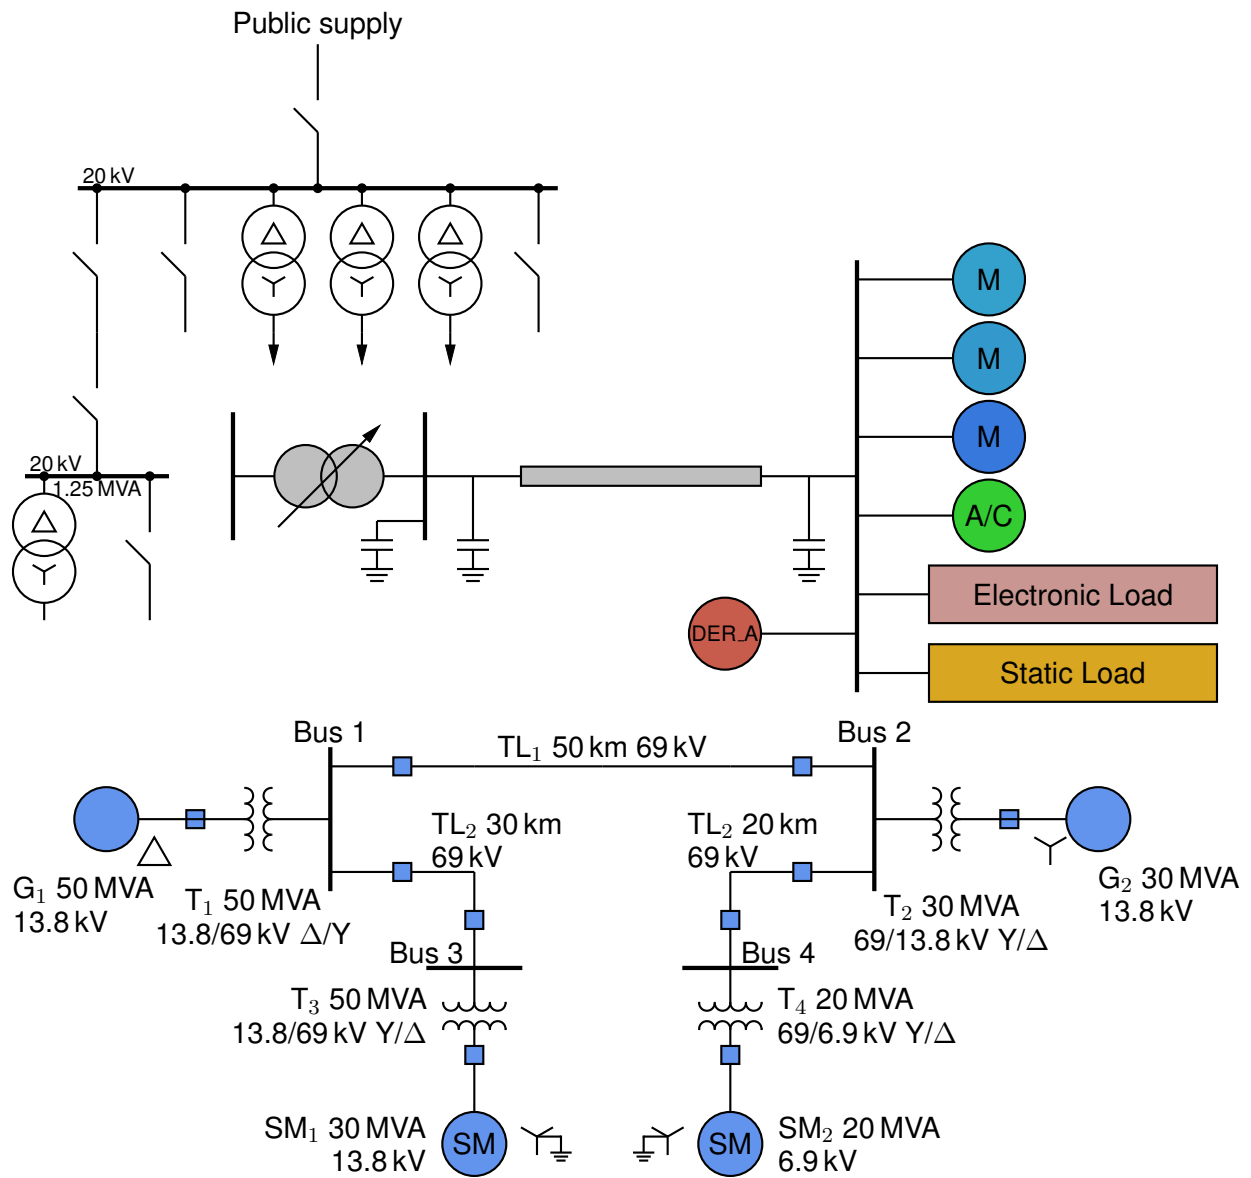 Public supply
20 kV
M
M
M
20 kV
1.25 MVA
A/C
Electronic Load
DER_A
Static Load
Bus 1
Bus 2
TL₁ 50 km 69 kV
TL₂ 30 km
69 kV
TL₂ 20 km
69 kV
G₁ 50 MVA
13.8 kV
T₁ 50 MVA
13.8/69 kV Δ/Y
G₂ 30 MVA
13.8 kV
T₂ 30 MVA
69/13.8 kV Y/Δ
Bus 3
Bus 4
T₃ 50 MVA
13.8/69 kV Y/Δ
T₄ 20 MVA
69/6.9 kV Y/Δ
SM₁ 30 MVA
13.8 kV
SM
SM
SM₂ 20 MVA
6.9 kV